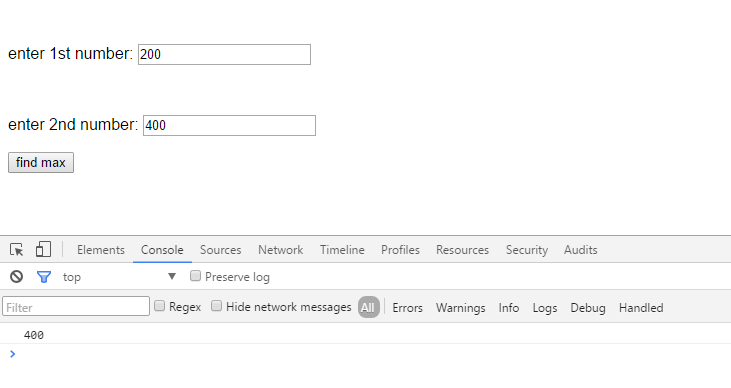 enter 1st number: 200
enter 2nd number: 400
find max
Elements Console Sources Network Timeline Profiles Resources Security Audits
top Preserve log
Filter Regex Hide network messages All Errors Warnings Info Logs Debug Handled
400